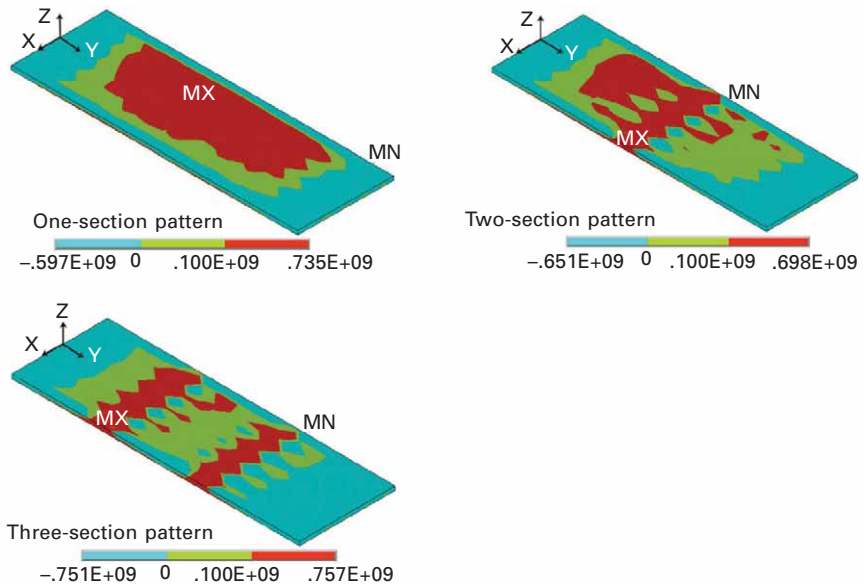 Z
X
Y
MX
MN
One-section pattern
−.597E+09 0 .100E+09 .735E+09
Z
X
Y
MN
MX
Two-section pattern
−.651E+09 0 .100E+09 .698E+09
Z
X
Y
MX
MN
Three-section pattern
−.751E+09 0 .100E+09 .757E+09